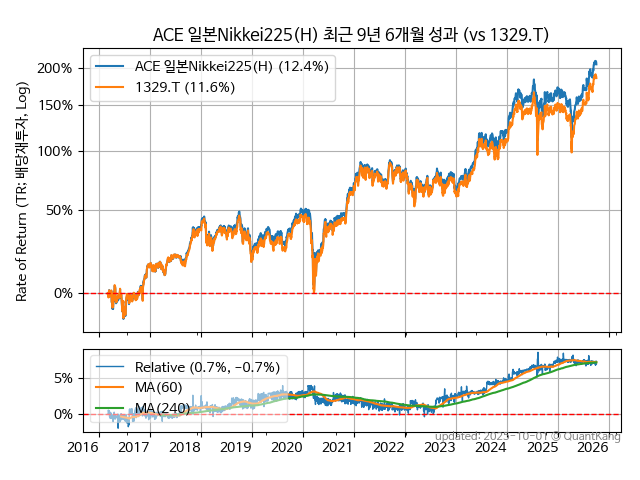 ACE 일본Nikkei225(H) 최근 9년 6개월 성과 (vs 1329.T)
Rate of Return (TR: 배당재투자, Log)
200%
150%
100%
50%
0%
ACE 일본Nikkei225(H) (12.4%)
1329.T (11.6%)
5%
0%
Relative (0.7%, -0.7%)
MA(60)
MA(240)
updated: 2025-10-01 © QuantKang
2016 2017 2018 2019 2020 2021 2022 2023 2024 2025 2026